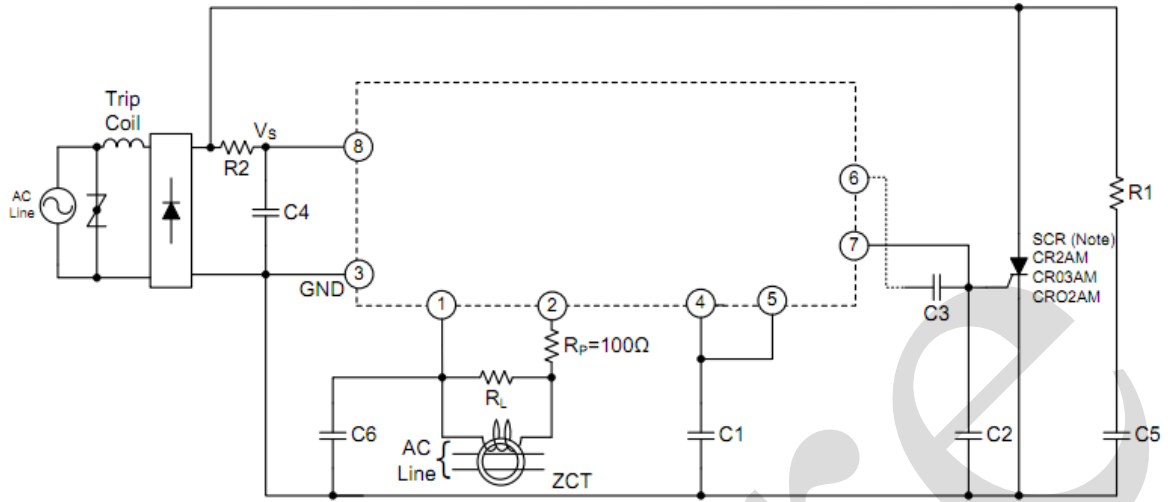 Trip
Coil
Vs
R2
AC
Line
C4
GND
8
3
1
2
4
5
6
7
RP=100Ω
RL
C6
AC
Line
ZCT
C1
C3
C2
R1
SCR (Note)
CR2AM
CR03AM
CRO2AM
C5
re